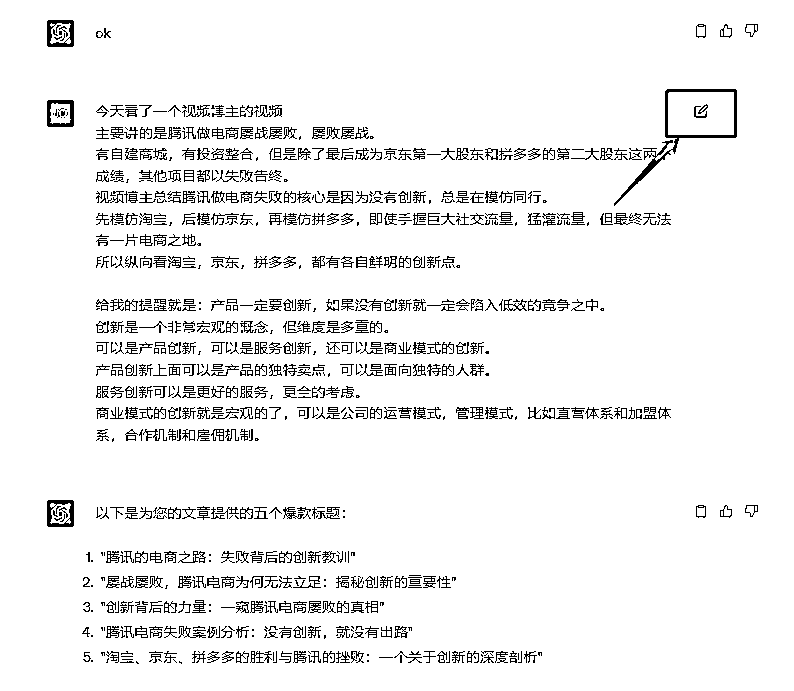 ok
今天看了一个视频博主的视频
主要讲的是腾讯做电商屡战屡败，屡败屡战。
有自建商城，有投资整合，但是除了最后成为京东第一大股东和拼多多的第二大股东这两
成绩，其他项目都以失败告终。
视频博主总结腾讯做电商失败的核心是因为没有创新，总是在模仿同行。
先模仿淘宝，后模仿京东，再模仿拼多多，即使手握巨大社交流量，猛灌流量，但最终无法
有一片电商之地。
所以纵向看淘宝，京东，拼多多，都有各自鲜明的创新点。
给我的提醒就是：产品一定要创新，如果没有创新就一定会陷入低效的竞争之中。
创新是一个非常宏观的概念，但维度是多重的。
可以是产品创新，可以是服务创新，还可以是商业模式的创新。
产品创新上面可以是产品的独特卖点，可以是面向独特的人群。
服务创新可以是更好的服务，更全的考虑。
商业模式的创新就是宏观的了，可以是公司的运营模式，管理模式，比如直营体系和加盟体
系，合作机制和雇佣机制。
以下是为您的文章提供的五个爆款标题：
1. "腾讯的电商之路：失败背后的创新教训"
2. "屡战屡败，腾讯电商为何无法立足：揭秘创新的重要性"
3. "创新背后的力量：一窥腾讯电商屡败的真相"
4. "腾讯电商失败案例分析：没有创新，就没有出路"
5. "淘宝、京东、拼多多的胜利与腾讯的挫败：一个关于创新的深度剖析"